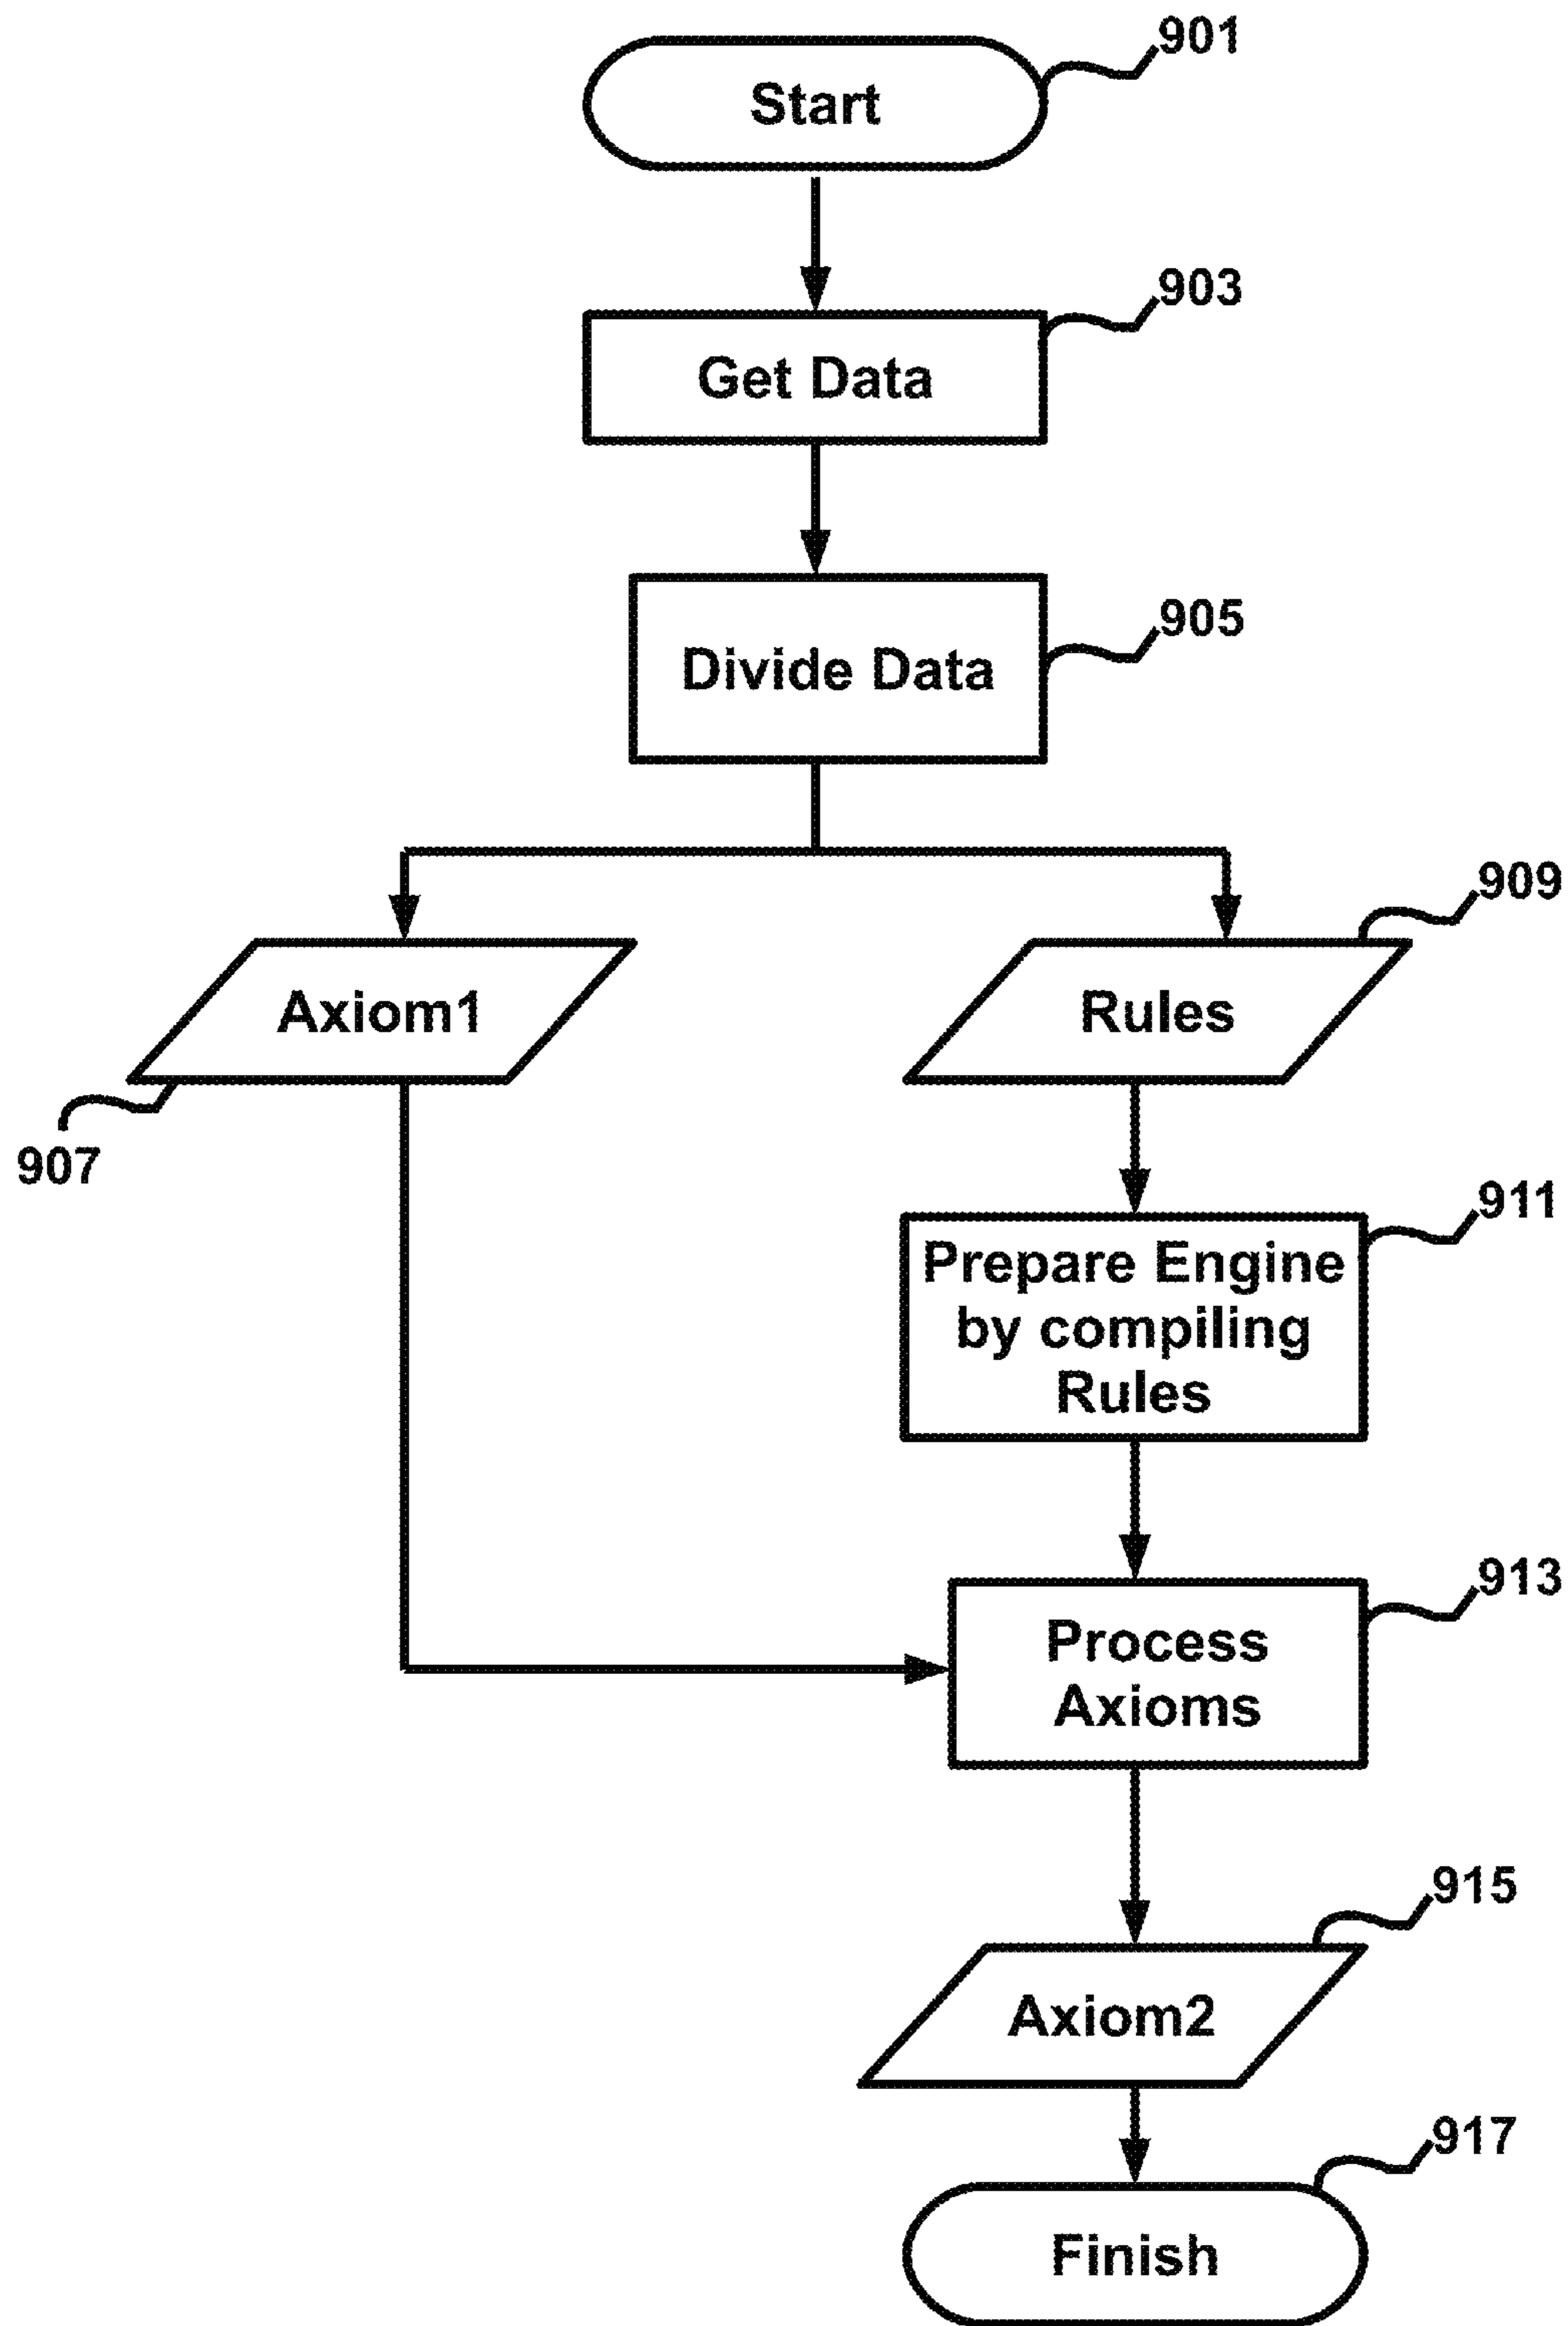 901
Start
903
Get Data
905
Divide Data
909
Axiom1
Rules
907
911
Prepare Engine
by compiling
Rules
913
Process
Axioms
915
Axiom2
917
Finish